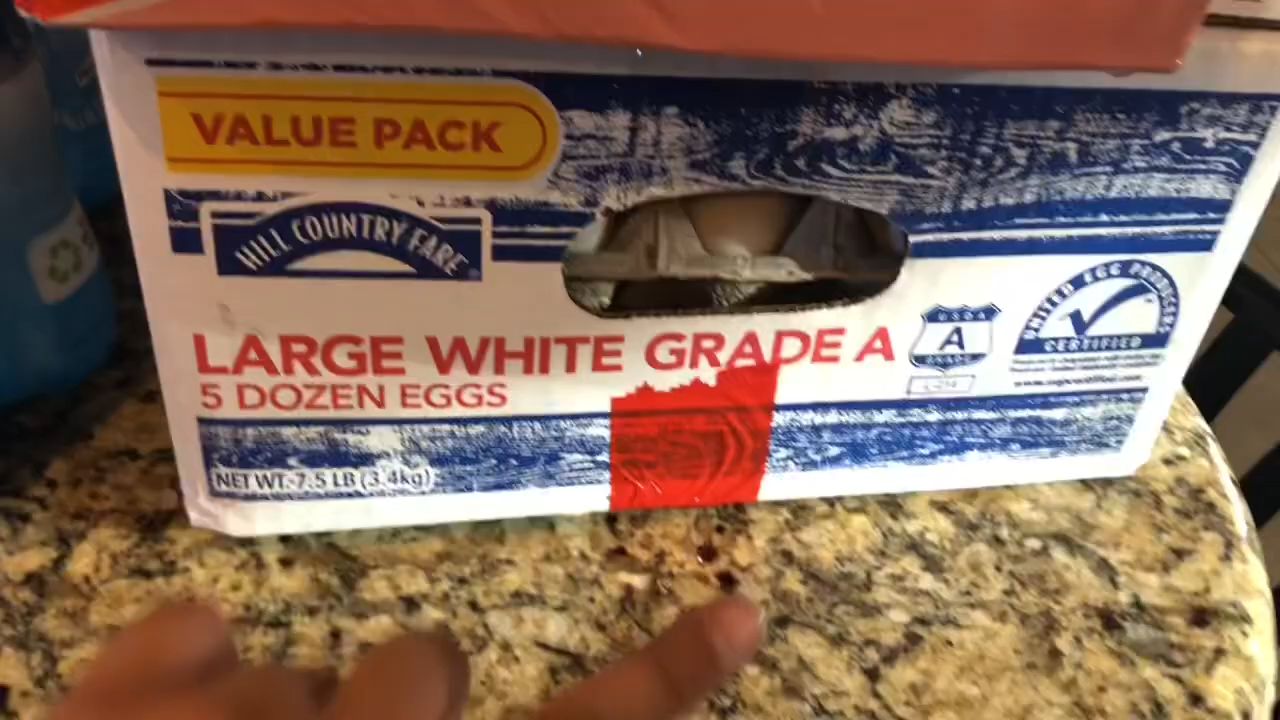 VALUE PACK
HILL COUNTRY FARE
LARGE WHITE GRADE A
5 DOZEN EGGS
NET WT. 7.5 LB (3.4kg)
USDA
A
GRADE
UNITED EGG PRODUCERS
CERTIFIED